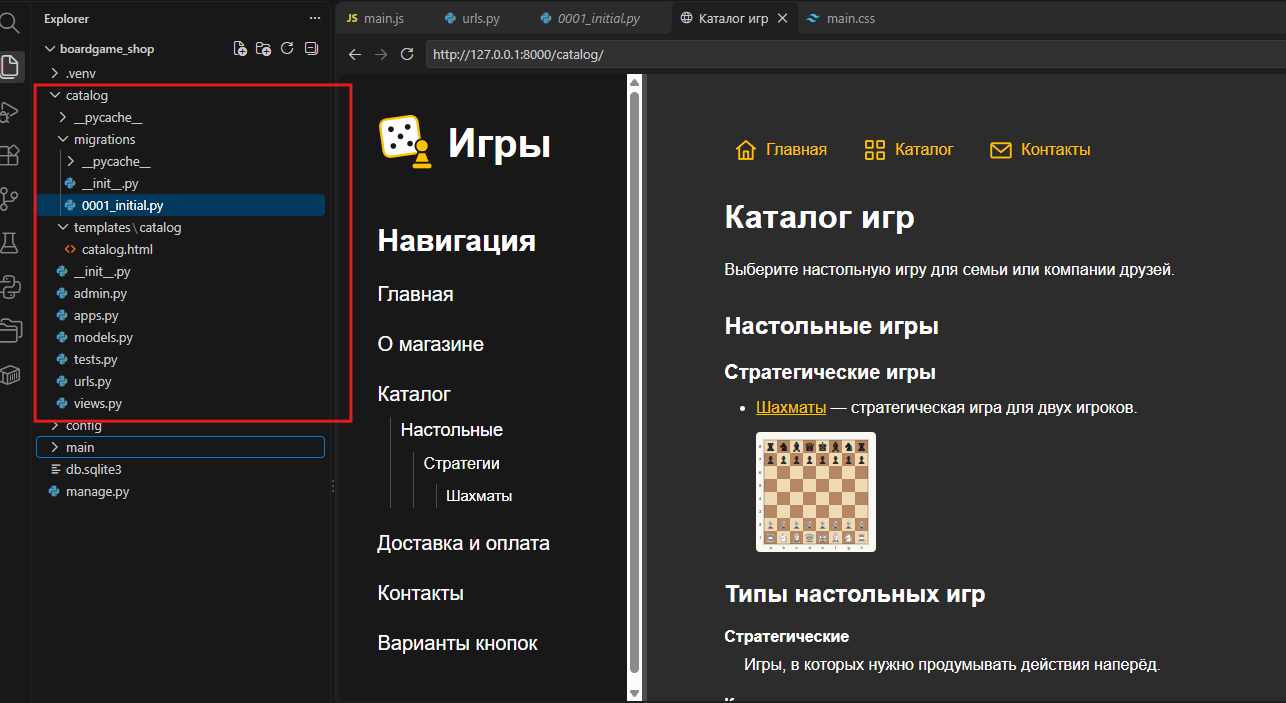 Explorer
boardgame_shop
.venv
catalog
__pycache__
migrations
__pycache__
__init__.py
0001_initial.py
templates\catalog
catalog.html
__init__.py
admin.py
apps.py
models.py
tests.py
urls.py
views.py
config
main
db.sqlite3
manage.py
JS main.js
urls.py
0001_initial.py
Каталог игр
main.css
http://127.0.0.1:8000/catalog/
Игры
Навигация
Главная
О магазине
Каталог
Настольные
Стратегии
Шахматы
Доставка и оплата
Контакты
Варианты кнопок
Главная
Каталог
Контакты
Каталог игр
Выберите настольную игру для семьи или компании друзей.
Настольные игры
Стратегические игры
Шахматы — стратегическая игра для двух игроков.
Типы настольных игр
Стратегические
Игры, в которых нужно продумывать действия наперёд.